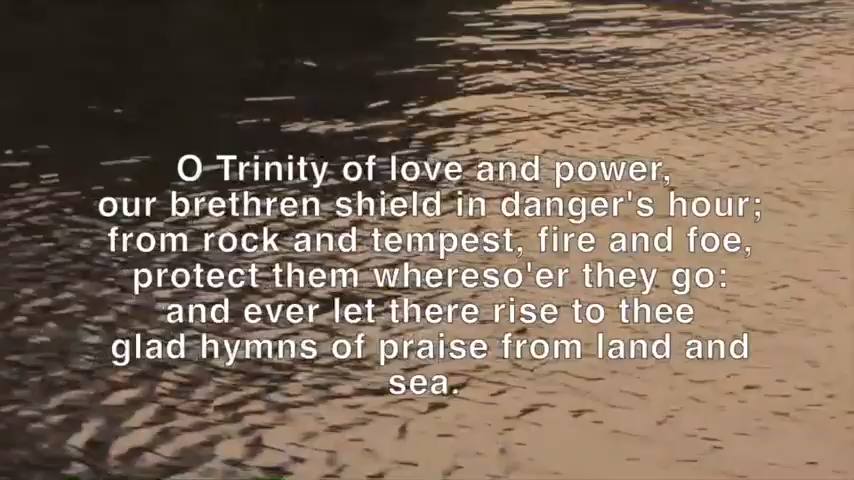 O Trinity of love and power,
our brethren shield in danger's hour;
from rock and tempest, fire and foe,
protect them whereso'er they go:
and ever let there rise to thee
glad hymns of praise from land and
sea.